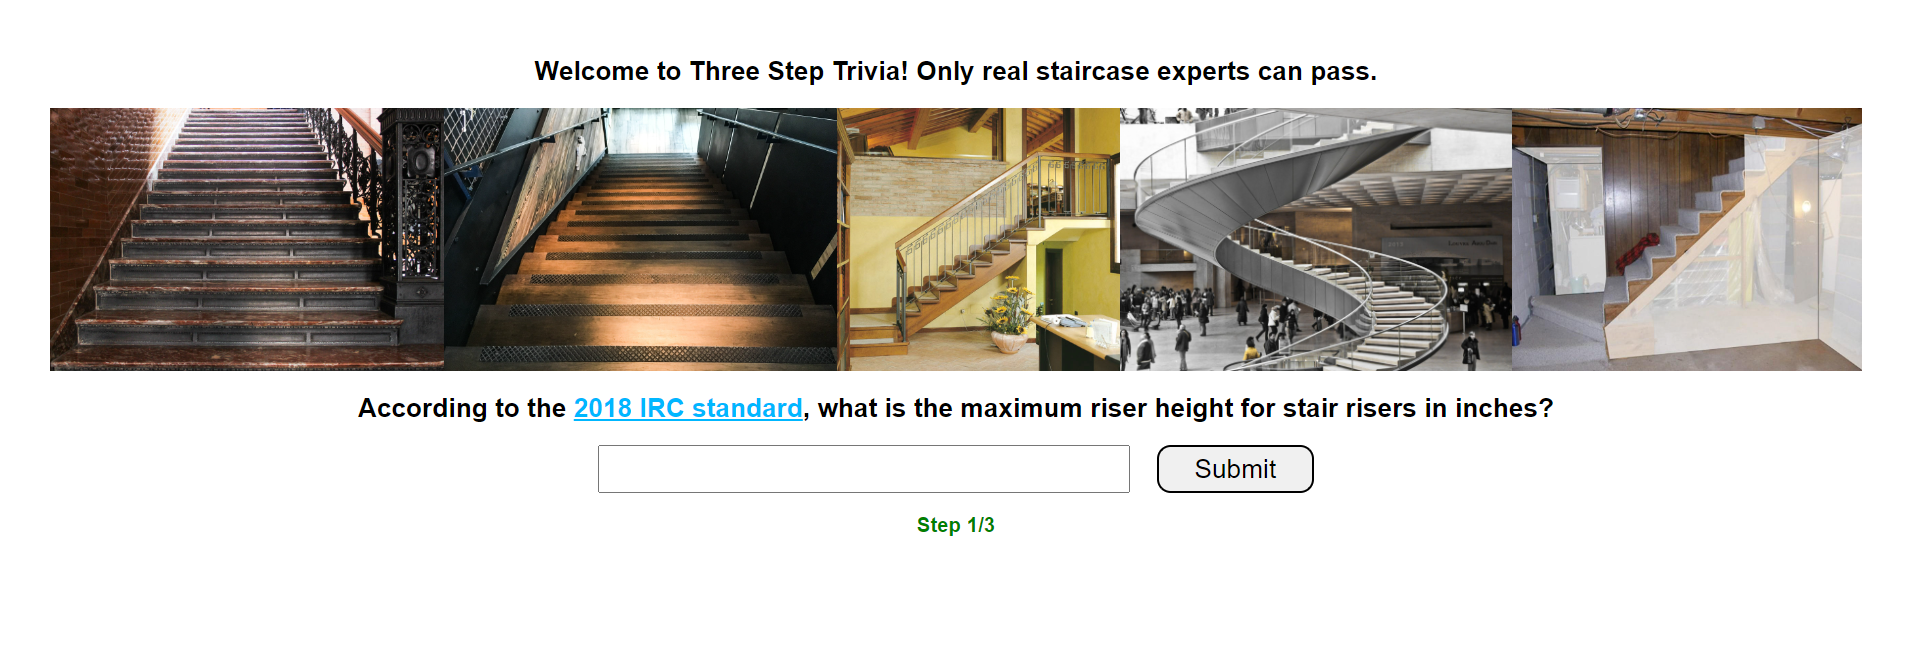 Welcome to Three Step Trivia! Only real staircase experts can pass.
According to the 2018 IRC standard, what is the maximum riser height for stair risers in inches?
Submit
Step 1/3